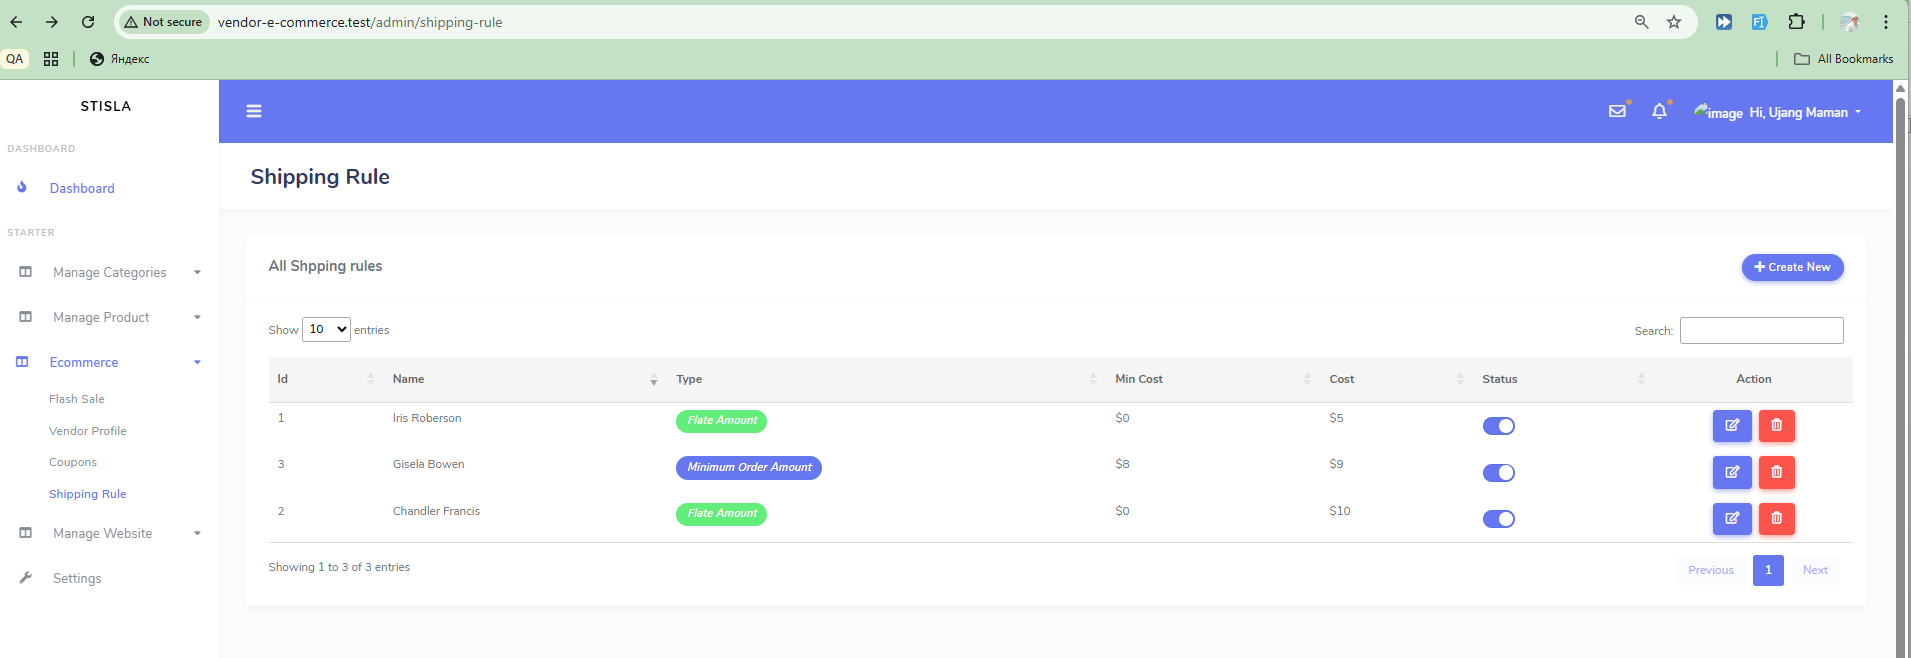 Not secure vendor-e-commerce.test/admin/shipping-rule
QA Яндекс All Bookmarks
STISLA
image Hi, Ujang Maman
DASHBOARD
Dashboard
STARTER
Manage Categories
Manage Product
Ecommerce
Flash Sale
Vendor Profile
Coupons
Shipping Rule
Manage Website
Settings
Shipping Rule
All Shpping rules
Create New
Show 10 entries Search:
Id Name Type Min Cost Cost Status Action
1 Iris Roberson Flate Amount $0 $5
3 Gisela Bowen Minimum Order Amount $8 $9
2 Chandler Francis Flate Amount $0 $10
Showing 1 to 3 of 3 entries Previous 1 Next